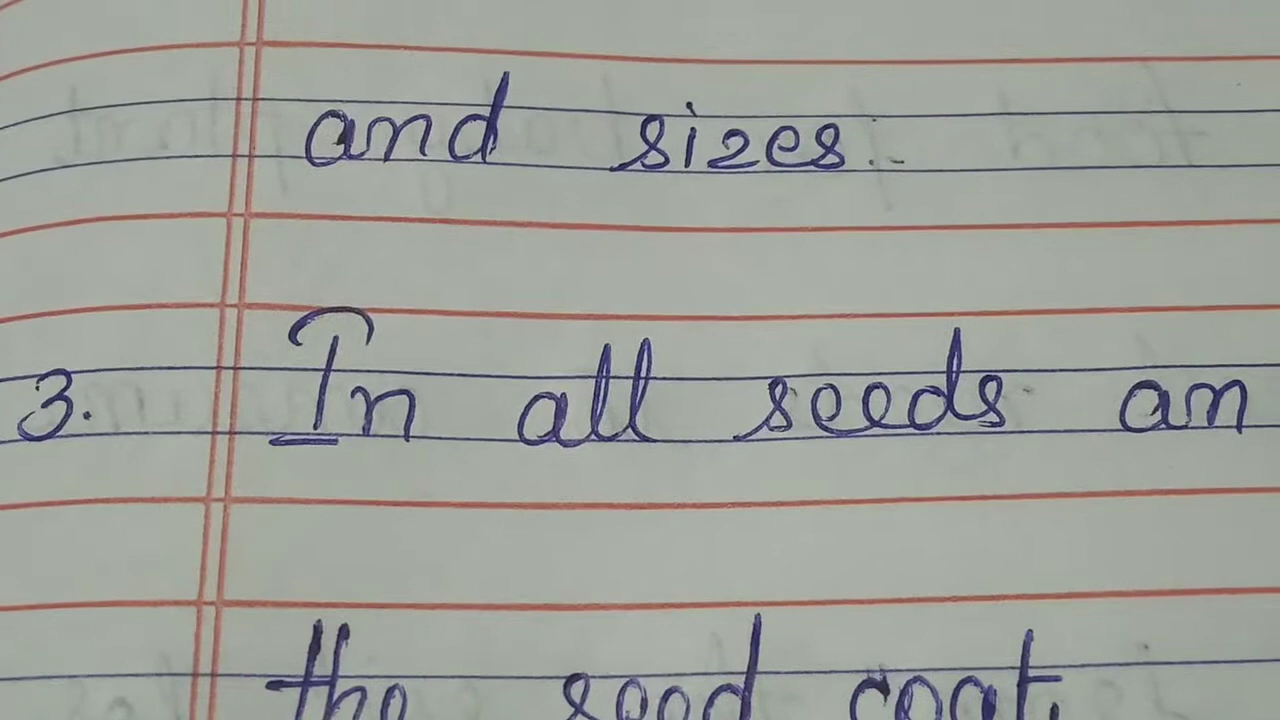 and sizes.
3. In all seeds an
the seed coat.